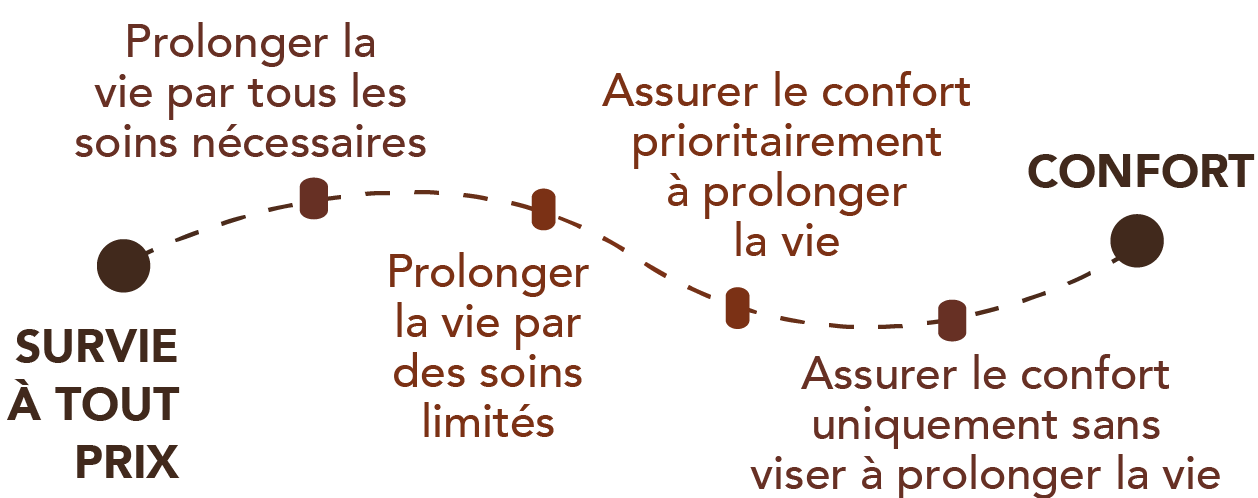 Prolonger la
vie par tous les
soins nécessaires
Assurer le confort
prioritairement
à prolonger
la vie
CONFORT
SURVIE
À TOUT
PRIX
Prolonger
la vie par
des soins
limités
Assurer le confort
uniquement sans
viser à prolonger la vie